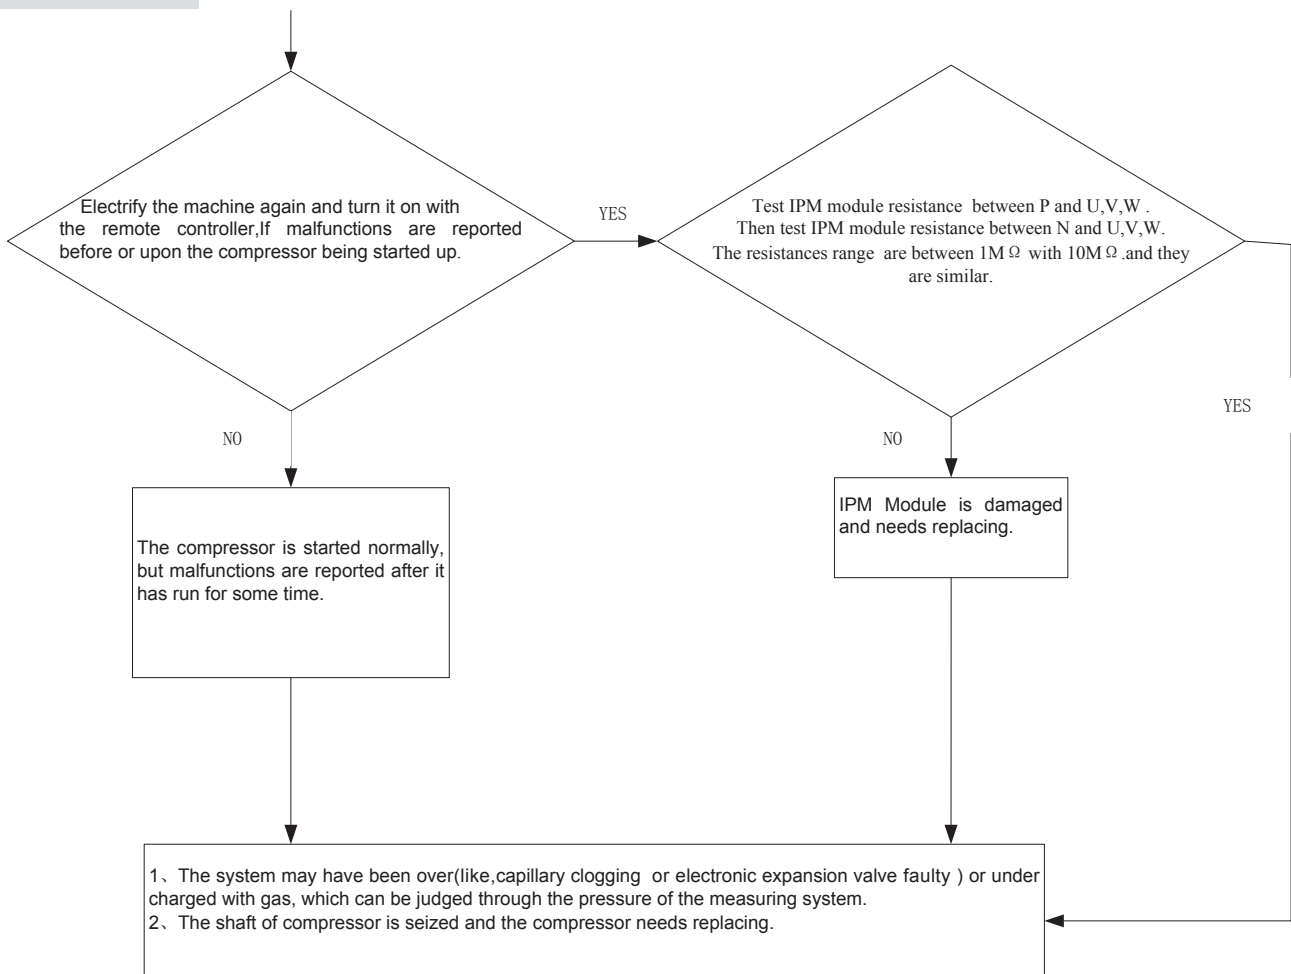 Electrify the machine again and turn it on with
the remote controller,If malfunctions are reported
before or upon the compressor being started up.
YES
Test IPM module resistance between P and U,V,W .
Then test IPM module resistance between N and U,V,W.
The resistances range are between 1MΩ with 10MΩ.and they
are similar.
YES
NO
NO
The compressor is started normally,
but malfunctions are reported after it
has run for some time.
IPM Module is damaged
and needs replacing.
1、The system may have been over(like,capillary clogging or electronic expansion valve faulty ) or under
charged with gas, which can be judged through the pressure of the measuring system.
2、The shaft of compressor is seized and the compressor needs replacing.